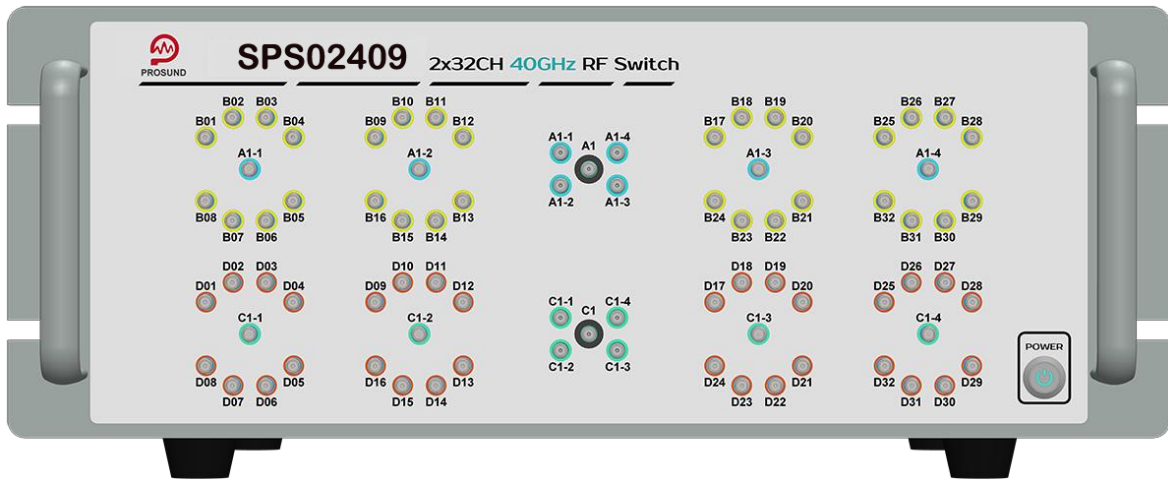 PROSUND
SPS02409 2x32CH 40GHz RF Switch
B02 B03 B10 B11 B18 B19 B26 B27
B01 B04 B09 B12 A1-1 A1 A1-4 B17 B20 B25 B28
A1-1 A1-2 A1-3 A1-4
A1-2 A1-3
B08 B05 B16 B13 B24 B21 B32 B29
B07 B06 B15 B14 B23 B22 B31 B30
D02 D03 D10 D11 D18 D19 D26 D27
D01 D04 D09 D12 D17 D20 D25 D28
C1-1 C1 C1-4
C1-1 C1-2 C1-3 C1-4
POWER
C1-2 C1-3
D08 D05 D16 D13 D24 D21 D32 D29
D07 D06 D15 D14 D23 D22 D31 D30